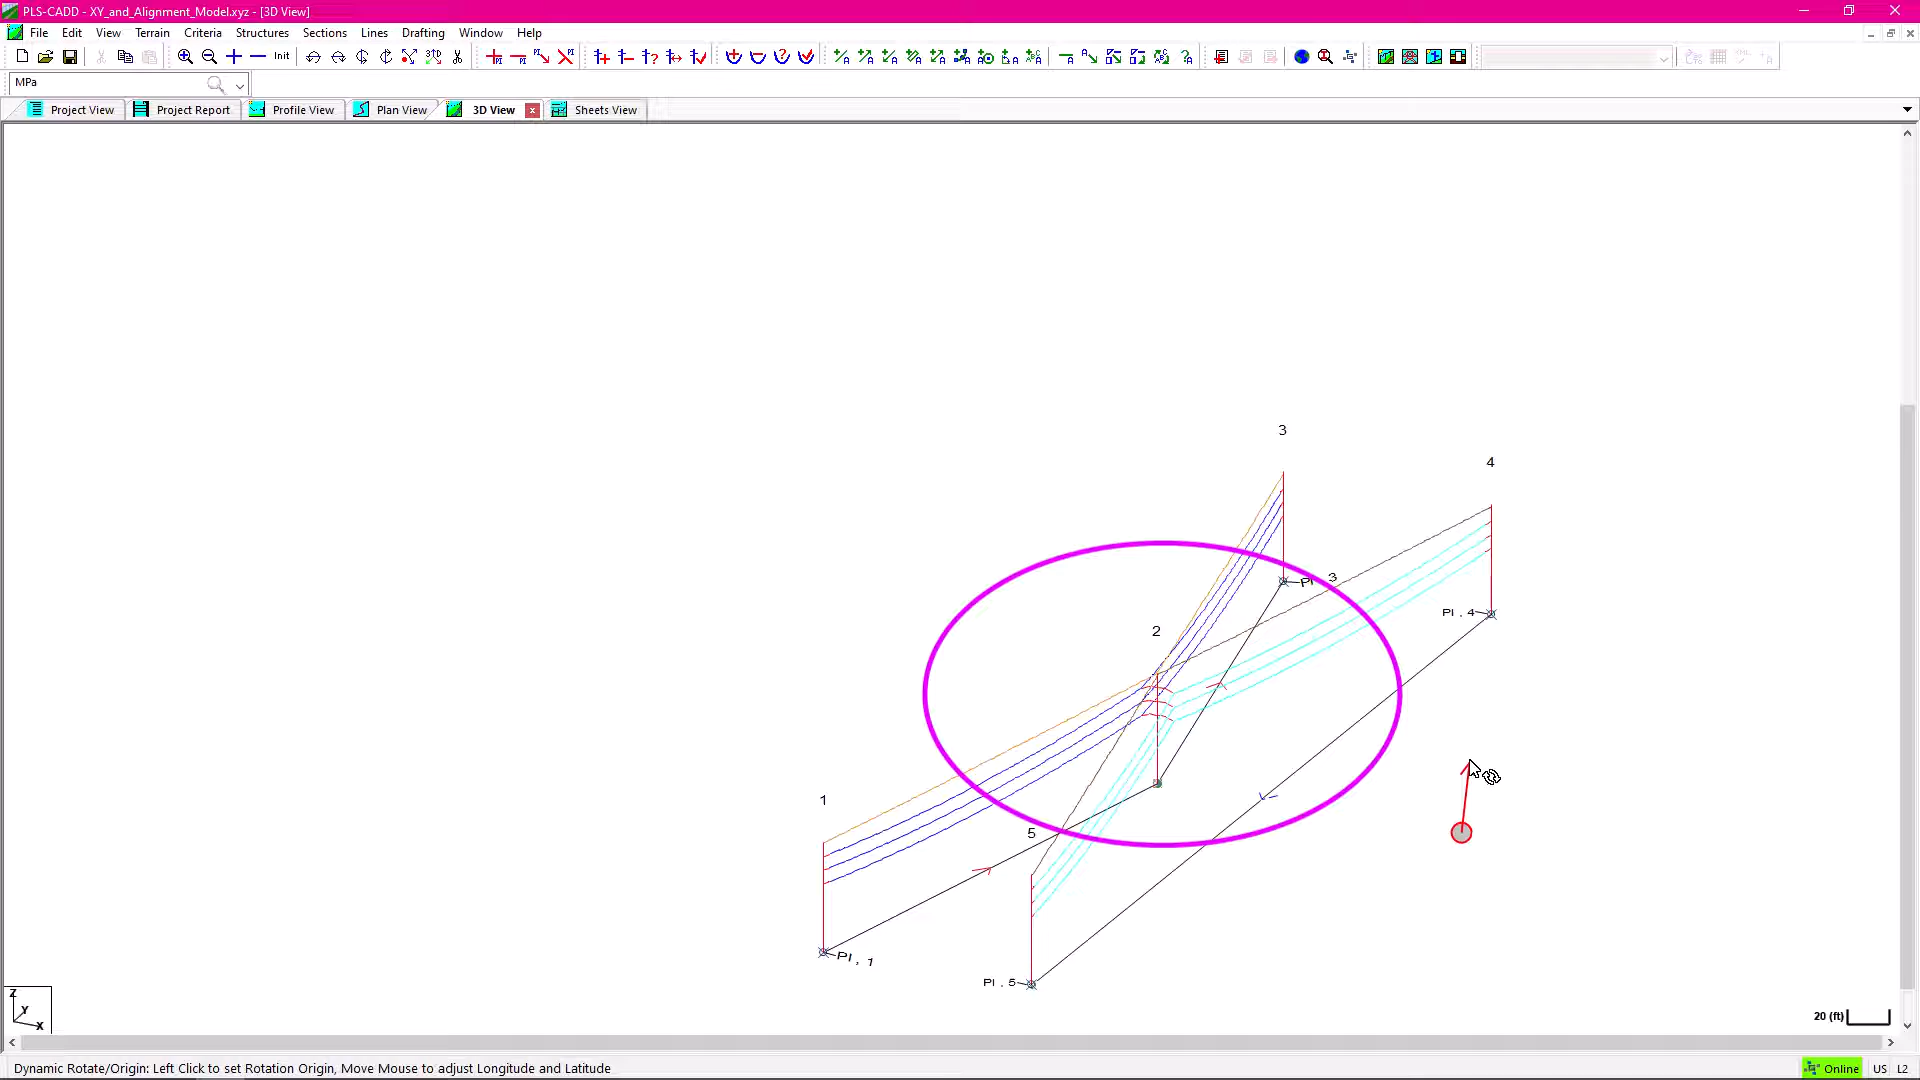 PLS-CADD - XY_and_Alignment_Model.xyz - [3D View]
File Edit View Terrain Criteria Structures Sections Lines Drafting Window Help
Init
MPa
Project View Project Report Profile View Plan View 3D View Sheets View
3
4
PI . 3
2
PI . 4
1
5
PI . 1
PI . 5
Z
Y
X
20 (ft)
Dynamic Rotate/Origin: Left Click to set Rotation Origin, Move Mouse to adjust Longitude and Latitude
Online US L2